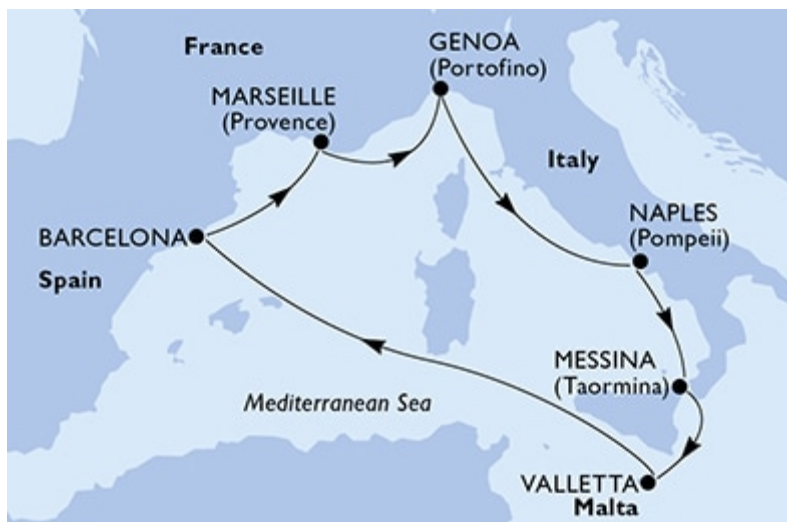 France
GENOA
(Portofino)
MARSEILLE
(Provence)
Italy
NAPLES
(Pompeii)
BARCELONA
Spain
MESSINA
(Taormina)
Mediterranean Sea
VALLETTA
Malta